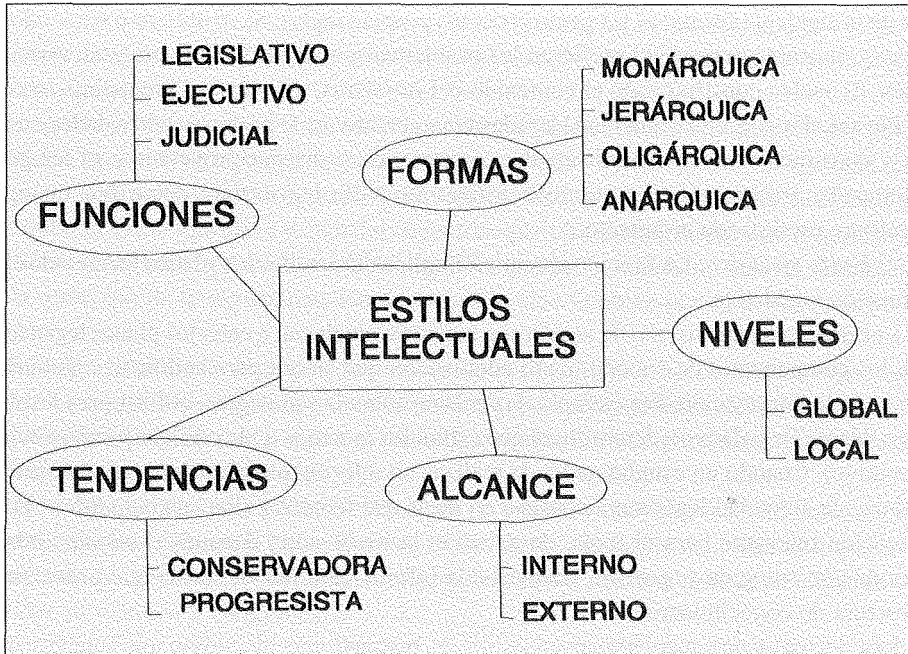 LEGISLATIVO
EJECUTIVO
JUDICIAL
FUNCIONES
FORMAS
MONÁRQUICA
JERÁRQUICA
OLIGÁRQUICA
ANÁRQUICA
ESTILOS
INTELECTUALES
NIVELES
GLOBAL
LOCAL
TENDENCIAS
CONSERVADORA
PROGRESISTA
ALCANCE
INTERNO
EXTERNO